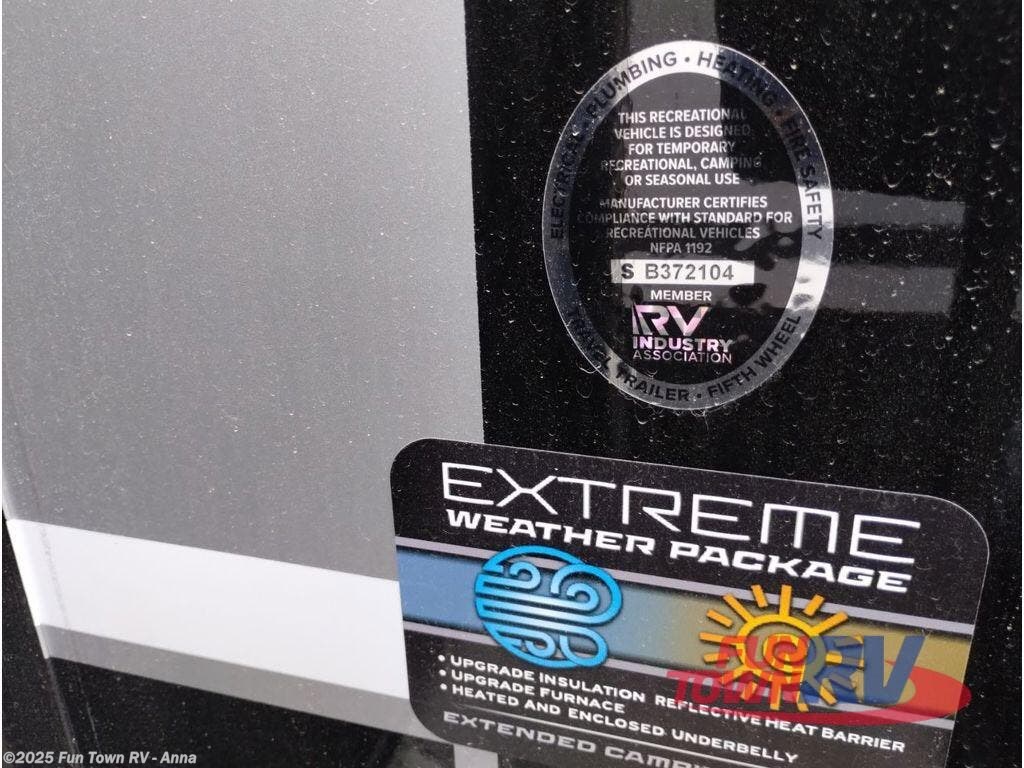 ELECTRICAL • PLUMBING • HEATING • FIRE SAFETY
THIS RECREATIONAL
VEHICLE IS DESIGNED
FOR TEMPORARY
RECREATIONAL, CAMPING
OR SEASONAL USE
MANUFACTURER CERTIFIES
COMPLIANCE WITH STANDARD FOR
RECREATIONAL VEHICLES
NFPA 1192
S B372104
MEMBER
RV
INDUSTRY
ASSOCIATION
TRAVEL TRAILER • FIFTH WHEEL
EXTREME
WEATHER PACKAGE
• UPGRADE INSULATION REFLECTIVE HEAT BARRIER
• UPGRADE FURNACE
• HEATED AND ENCLOSED UNDERBELLY
EXTENDED
FUN
TOWN RV
©2025 Fun Town RV - Anna